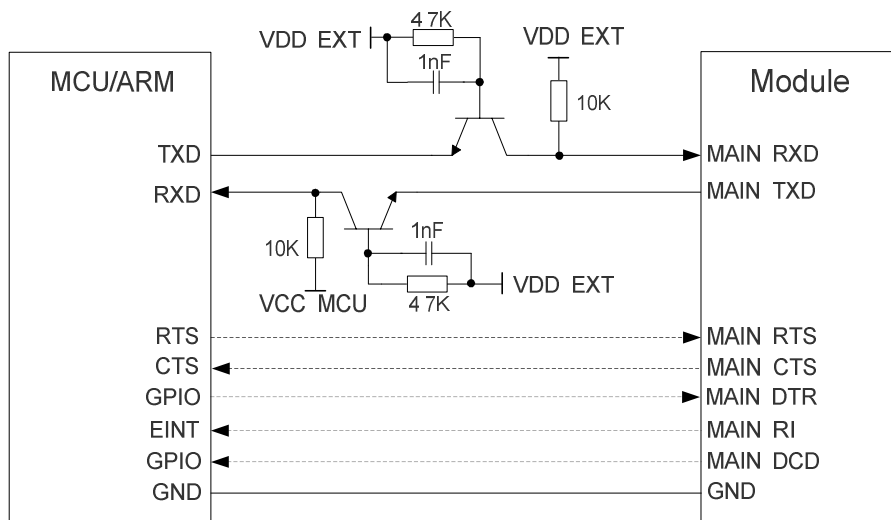 4 7K
VDD EXT
1nF
VDD EXT
10K
MCU/ARM
Module
TXD
MAIN RXD
RXD
MAIN TXD
10K
1nF
VCC MCU
4 7K
VDD EXT
RTS
MAIN RTS
CTS
MAIN CTS
GPIO
MAIN DTR
EINT
MAIN RI
GPIO
MAIN DCD
GND
GND